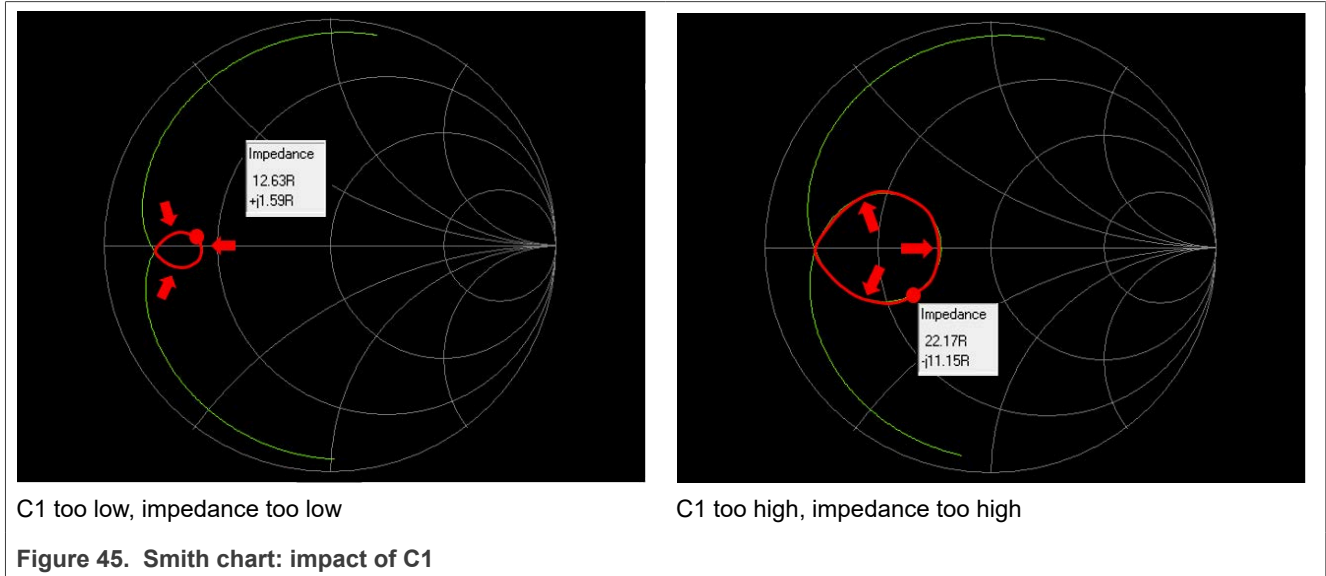 Impedance
12.63R
+j1.59R
Impedance
22.17R
-j11.15R
C1 too low, impedance too low
C1 too high, impedance too high
Figure 45. Smith chart: impact of C1